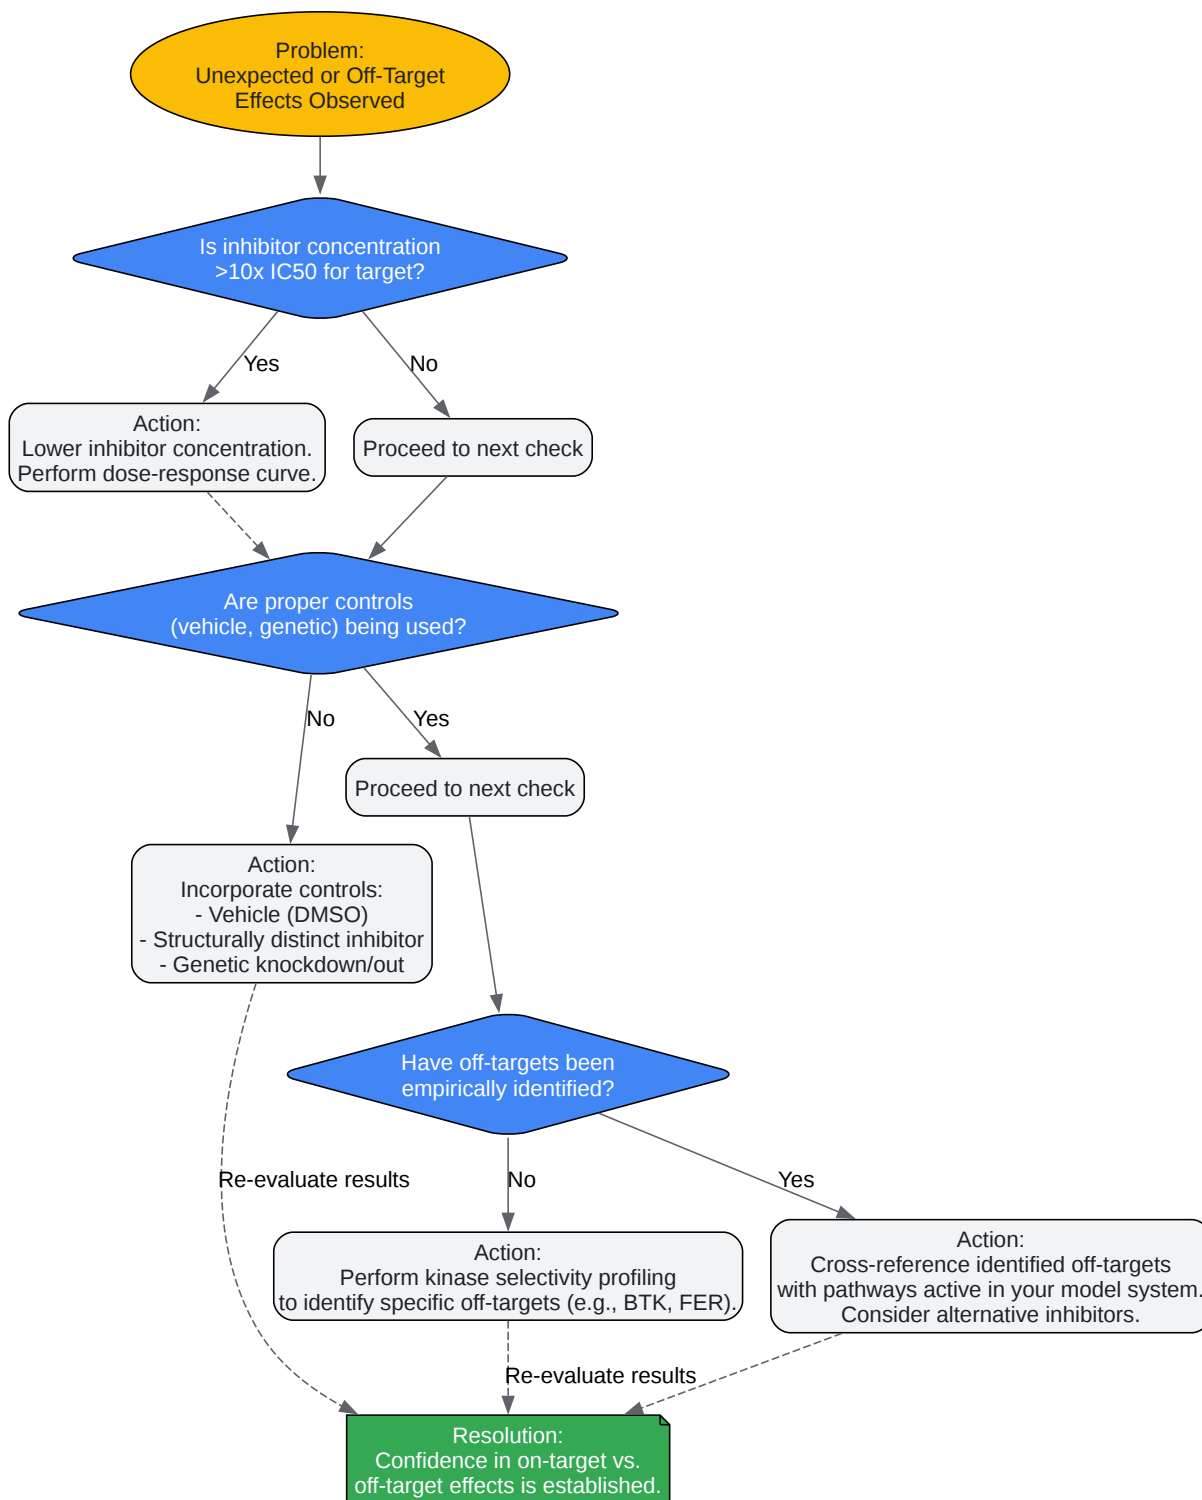 Problem:
Unexpected or Off-Target
Effects Observed
Is inhibitor concentration
>10x IC50 for target?
Yes
No
Action:
Lower inhibitor concentration.
Perform dose-response curve.
Proceed to next check
Are proper controls
(vehicle, genetic) being used?
No
Yes
Proceed to next check
Action:
Incorporate controls:
- Vehicle (DMSO)
- Structurally distinct inhibitor
- Genetic knockdown/out
Have off-targets been
empirically identified?
Re-evaluate results
No
Yes
Action:
Perform kinase selectivity profiling
to identify specific off-targets (e.g., BTK, FER).
Action:
Cross-reference identified off-targets
with pathways active in your model system.
Consider alternative inhibitors.
Re-evaluate results
Resolution:
Confidence in on-target vs.
off-target effects is established.